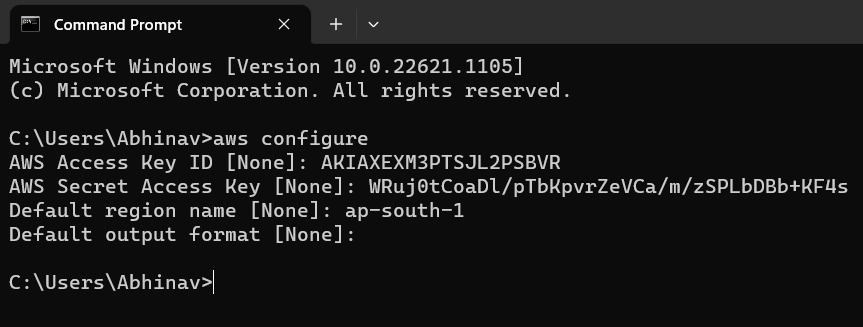 Command Prompt
Microsoft Windows [Version 10.0.22621.1105]
(c) Microsoft Corporation. All rights reserved.
C:\Users\Abhinav>aws configure
AWS Access Key ID [None]: AKIAXEXM3PTSJL2PSBVR
AWS Secret Access Key [None]: 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
Default region name [None]: ap-south-1
Default output format [None]:
C:\Users\Abhinav>